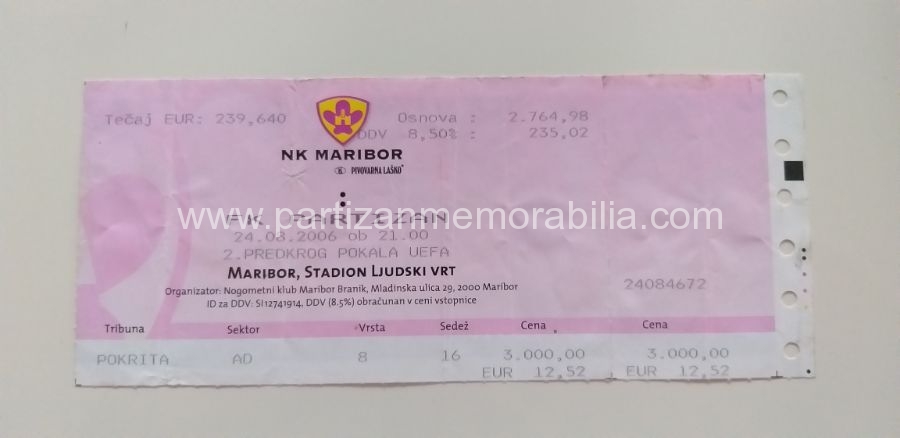 Tečaj EUR: 239,640 Osnova : 2.764,98
DDV 8,50% : 235,02
NK MARIBOR
PIVOVARNA LAŠKO
:
FK PARTIZAN
www.partizanmemorabilia.com
24.08.2006 ob 21.00
2.PREDKROG POKALA UEFA
MARIBOR, STADION LJUDSKI VRT
Organizator: Nogometni klub Maribor Branik, Mladinska ulica 29, 2000 Maribor
24084672
ID za DDV: SI12741914, DDV (8.5%) obračunan v ceni vstopnice
Tribuna Sektor Vrsta Sedež Cena Cena
POKRITA AD 8 16 3.000,00 3.000,00
EUR 12,52 EUR 12,52